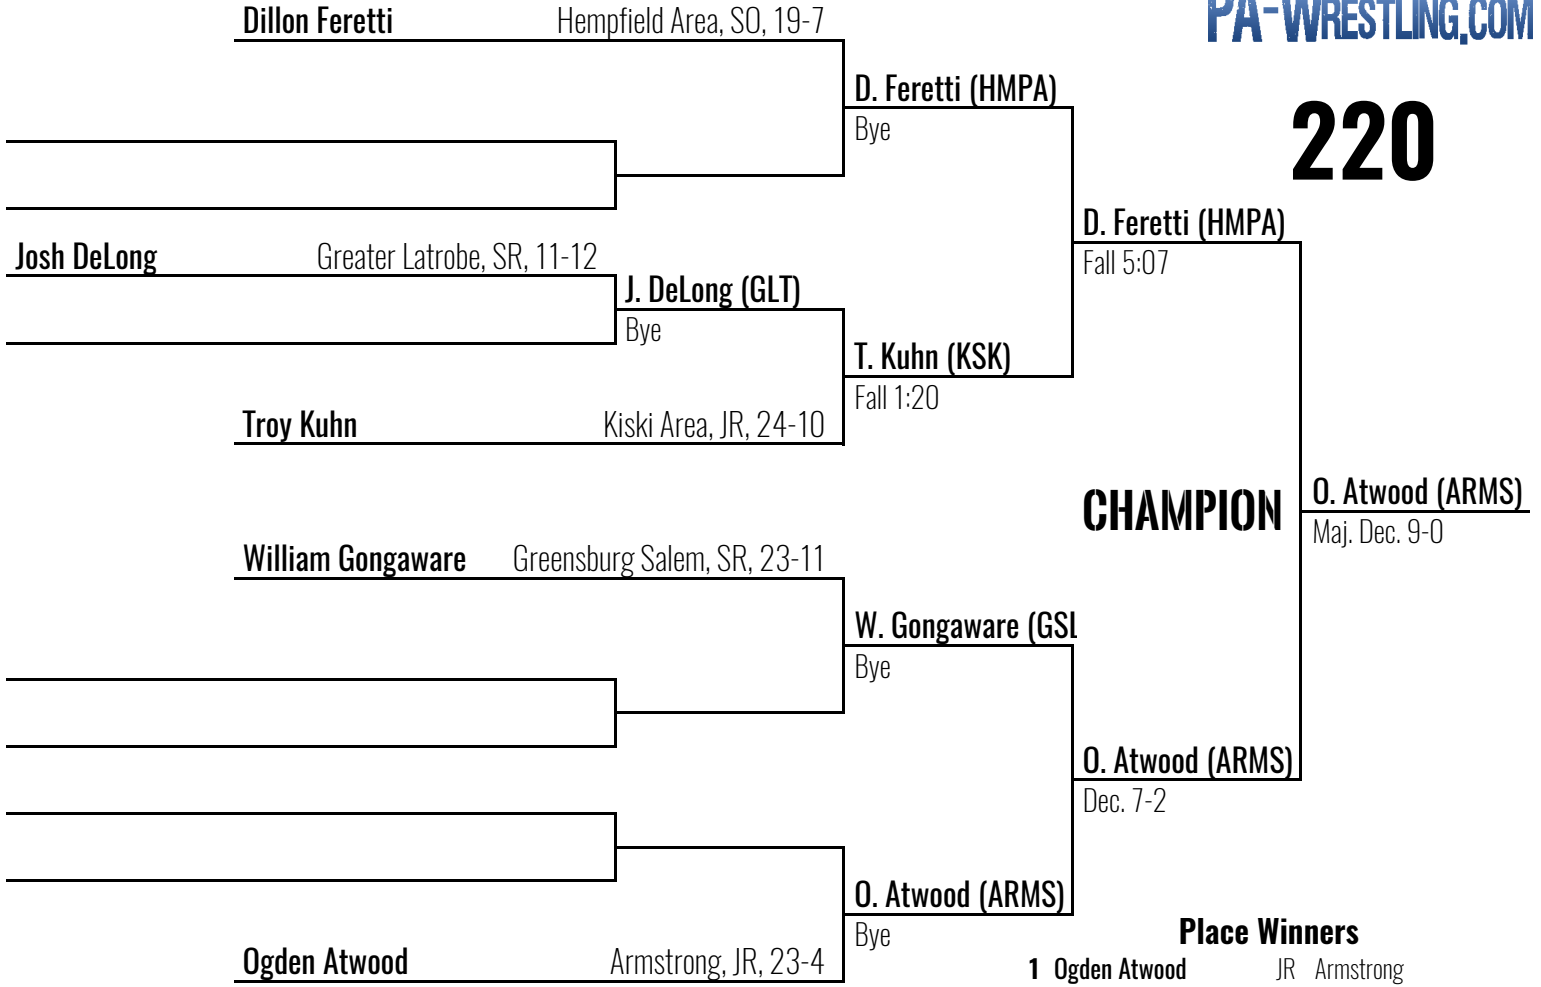 PA-WRESTLING.COM
Dillon Feretti Hempfield Area, SO, 19-7
D. Feretti (HMPA)
Bye
220
D. Feretti (HMPA)
Fall 5:07
Josh DeLong Greater Latrobe, SR, 11-12
J. DeLong (GLT)
Bye
T. Kuhn (KSK)
Fall 1:20
Troy Kuhn Kiski Area, JR, 24-10
CHAMPION
O. Atwood (ARMS)
Maj. Dec. 9-0
William Gongaware Greensburg Salem, SR, 23-11
W. Gongaware (GSL
Bye
O. Atwood (ARMS)
Dec. 7-2
O. Atwood (ARMS)
Bye
Ogden Atwood Armstrong, JR, 23-4
Place Winners
1 Ogden Atwood JR Armstrong